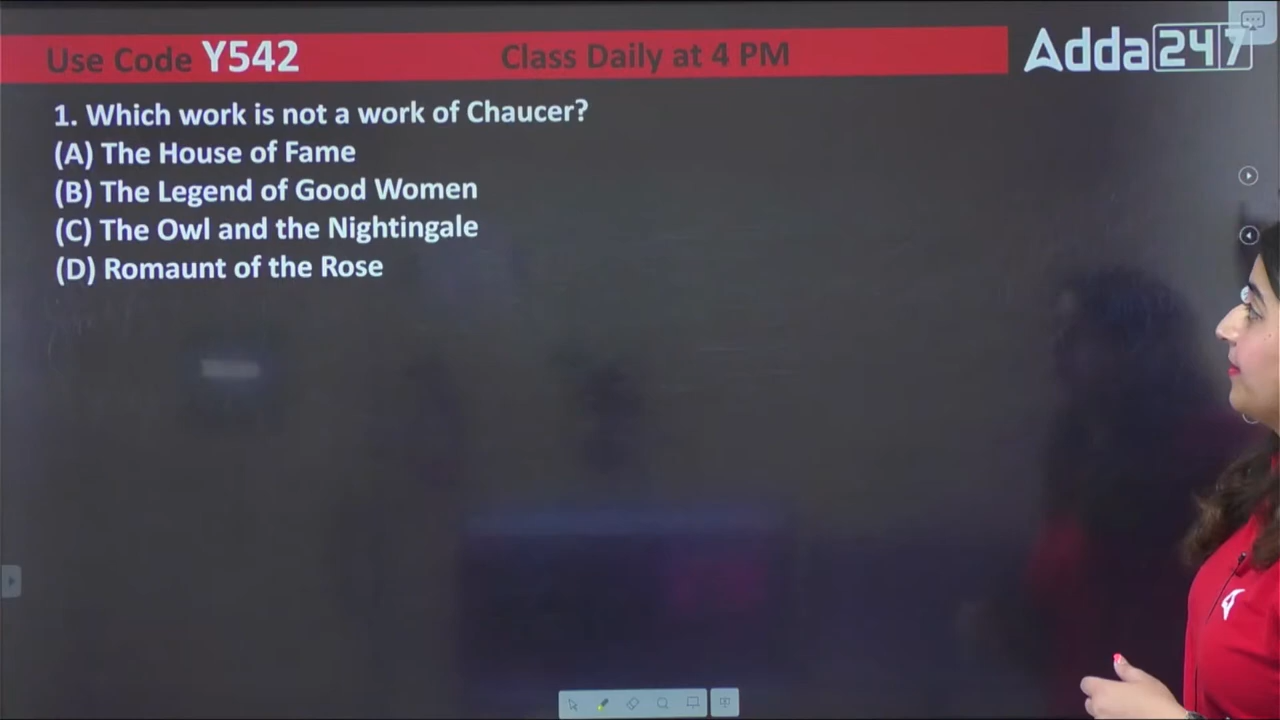 Use Code Y542 Class Daily at 4 PM Adda247
1. Which work is not a work of Chaucer?
(A) The House of Fame
(B) The Legend of Good Women
(C) The Owl and the Nightingale
(D) Romaunt of the Rose